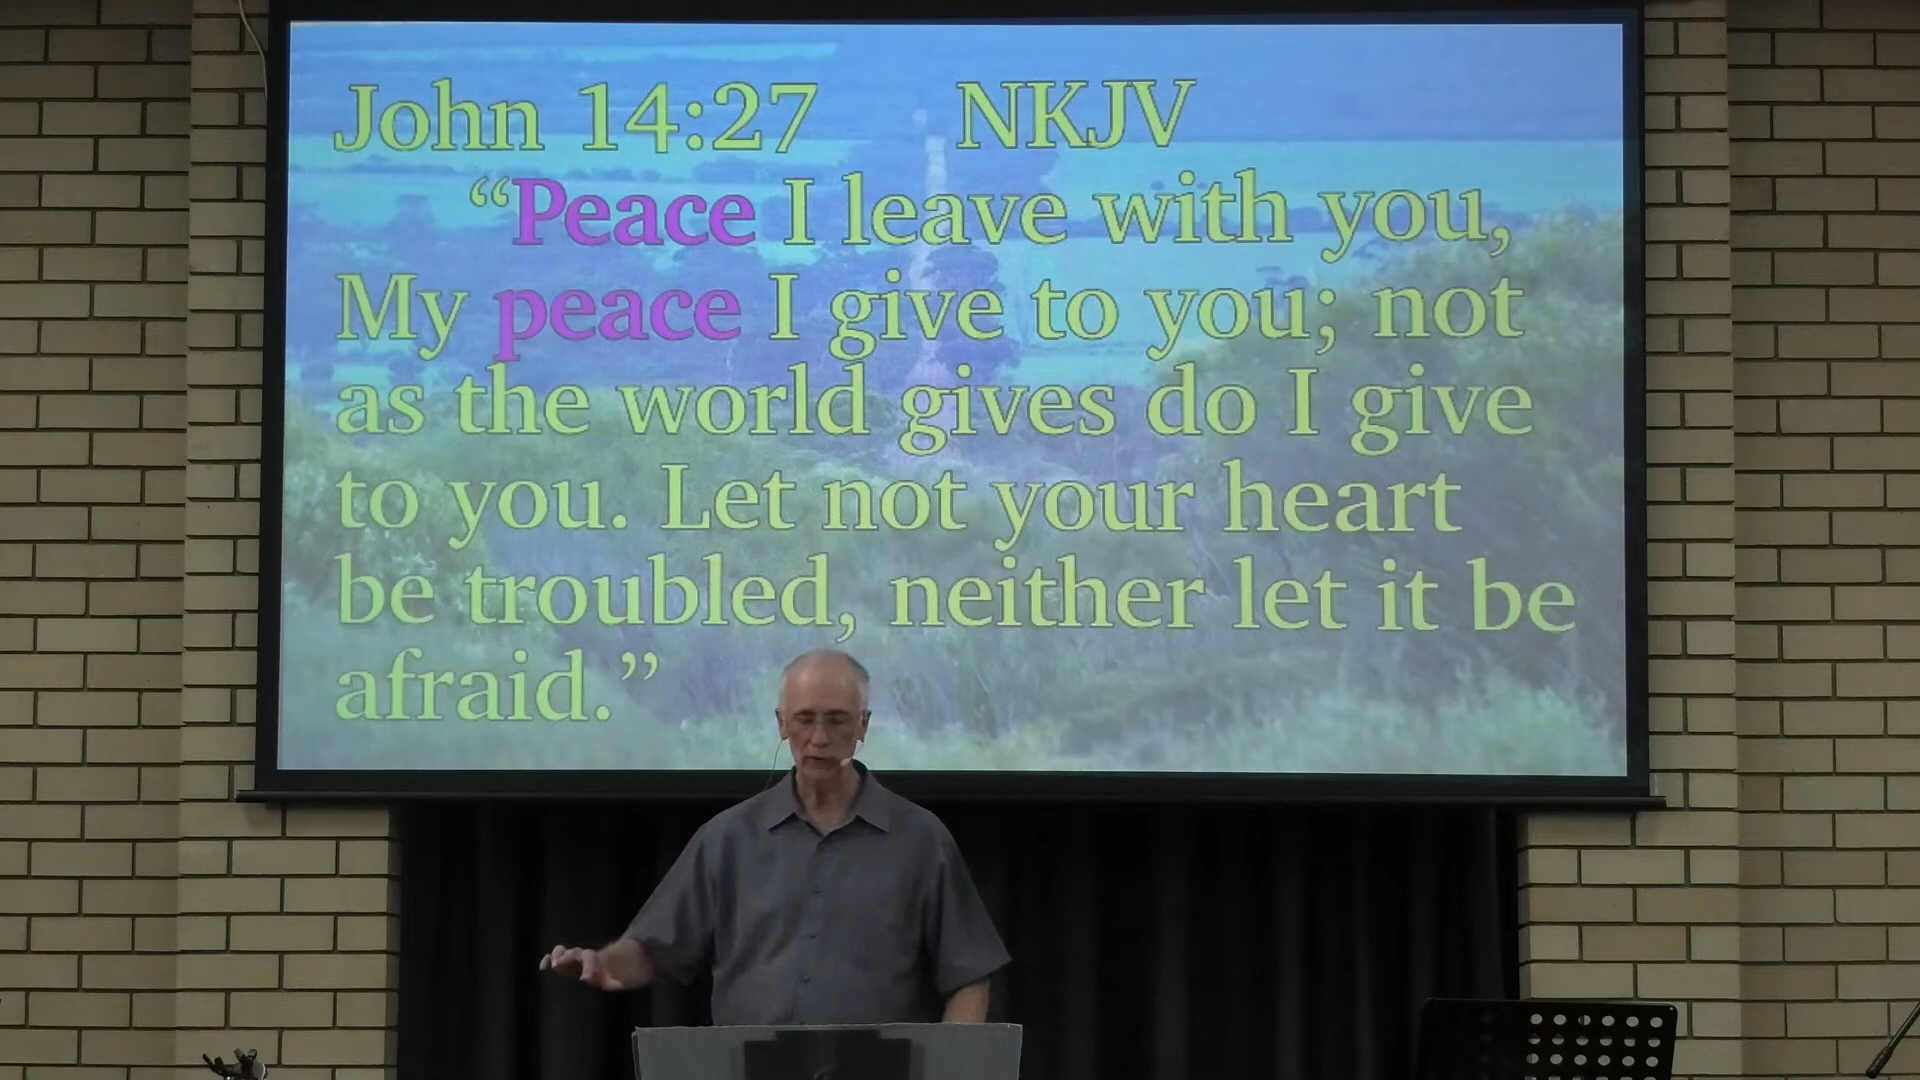 John 14:27 NKJV
“Peace I leave with you,
My peace I give to you; not
as the world gives do I give
to you. Let not your heart
be troubled, neither let it be
afraid.”